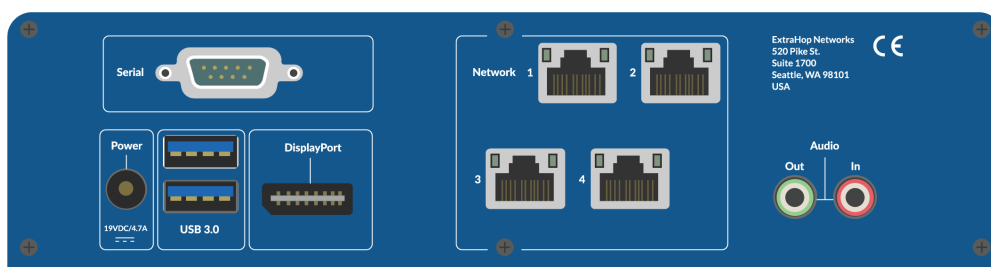 Serial
Power
19VDC/4.7A
USB 3.0
DisplayPort
Network 1 2
3 4
ExtraHop Networks
520 Pike St.
Suite 1700
Seattle, WA 98101
USA
CE
Audio
Out In